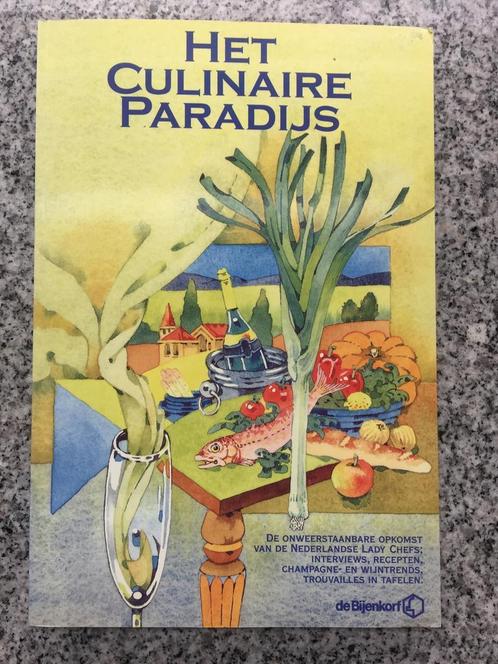 HET
CULINAIRE
PARADIJS
DE ONWEERSTAANBARE OPKOMST
VAN DE NEDERLANDSE LADY CHEFS;
INTERVIEWS, RECEPTEN,
CHAMPAGNE- EN WIJNTRENDS,
TROUVAILLES IN TAFELEN.
de Bijenkorf